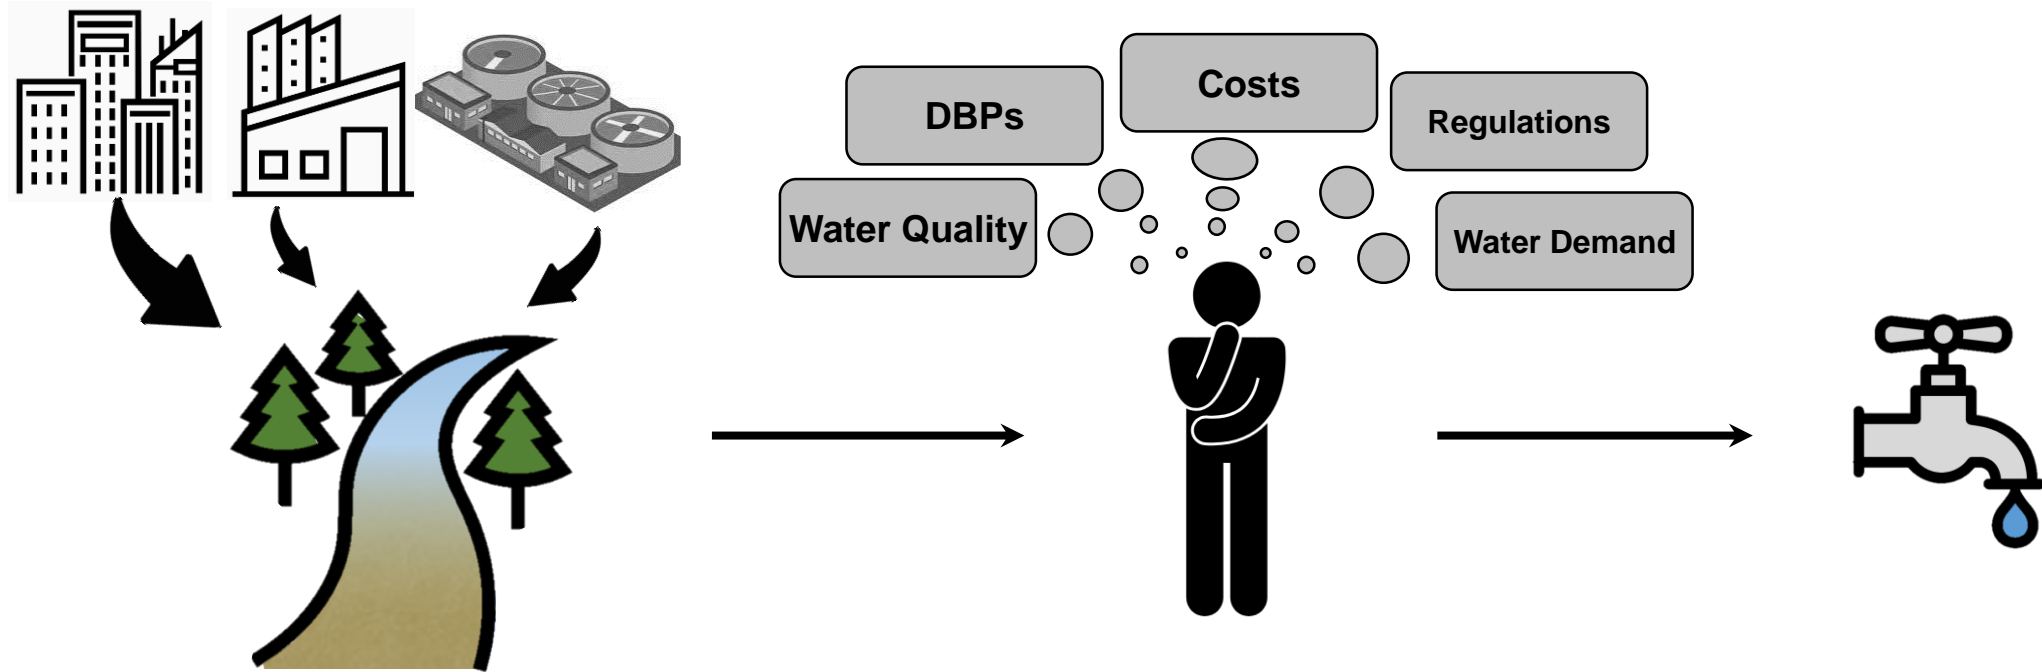 Costs
DBPs
Regulations
Water Quality
Water Demand